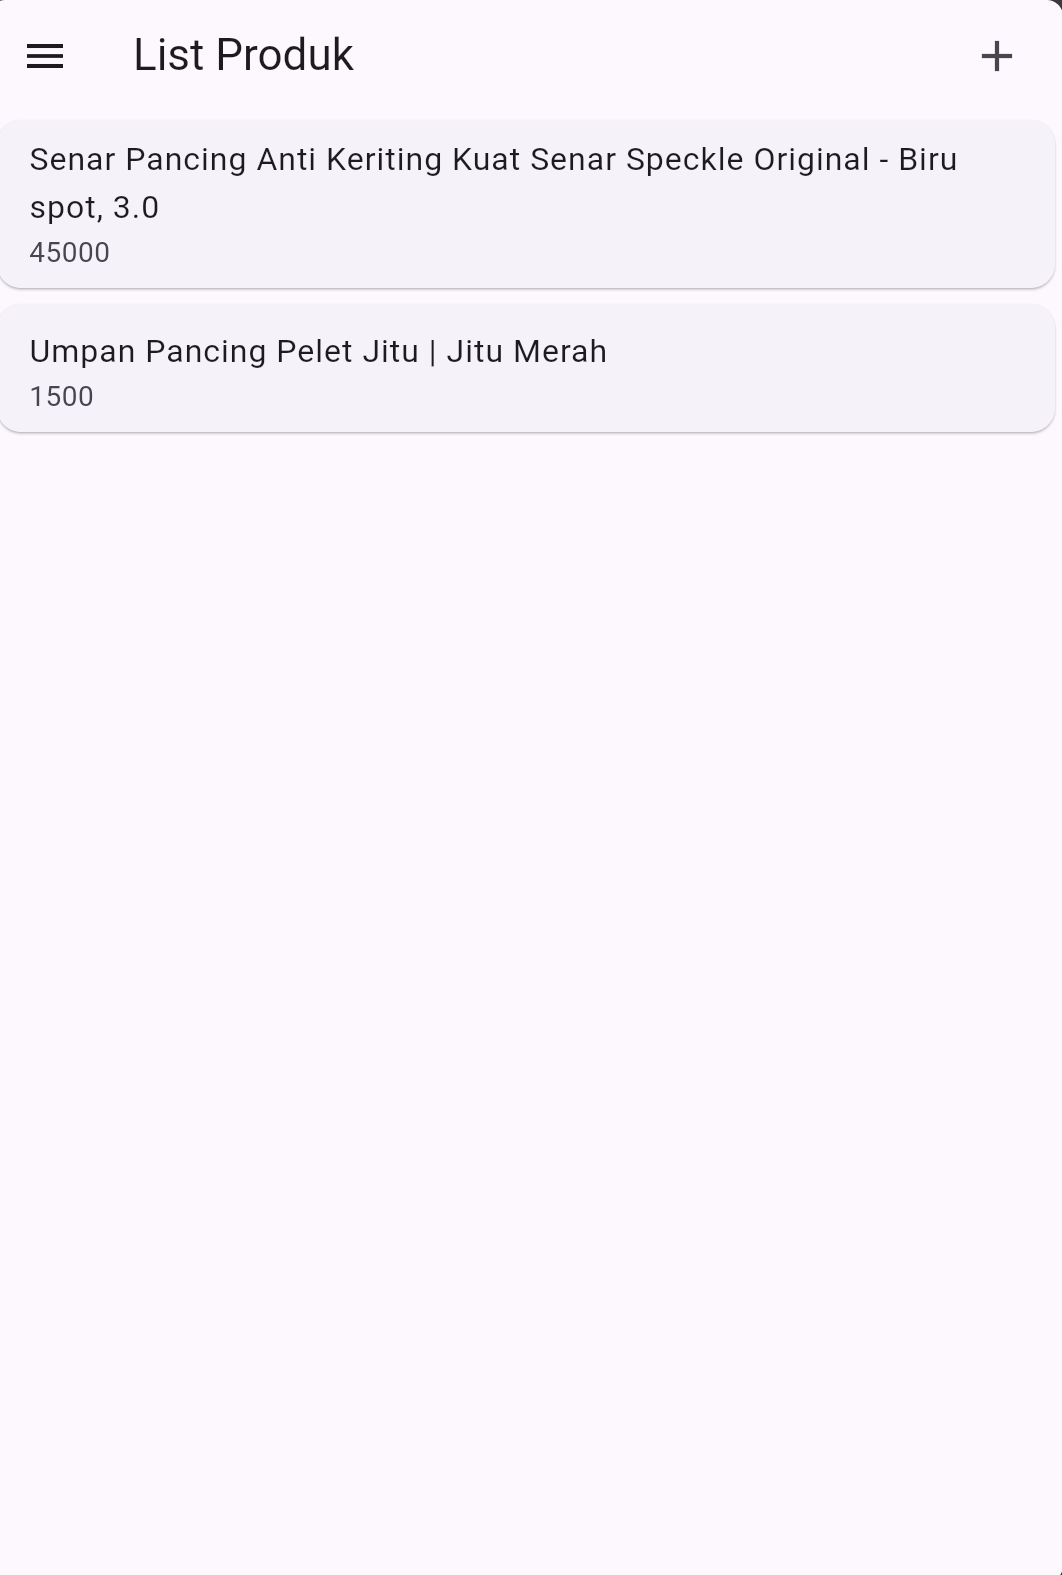 List Produk
Senar Pancing Anti Keriting Kuat Senar Speckle Original - Biru
spot, 3.0
45000
Umpan Pancing Pelet Jitu | Jitu Merah
1500